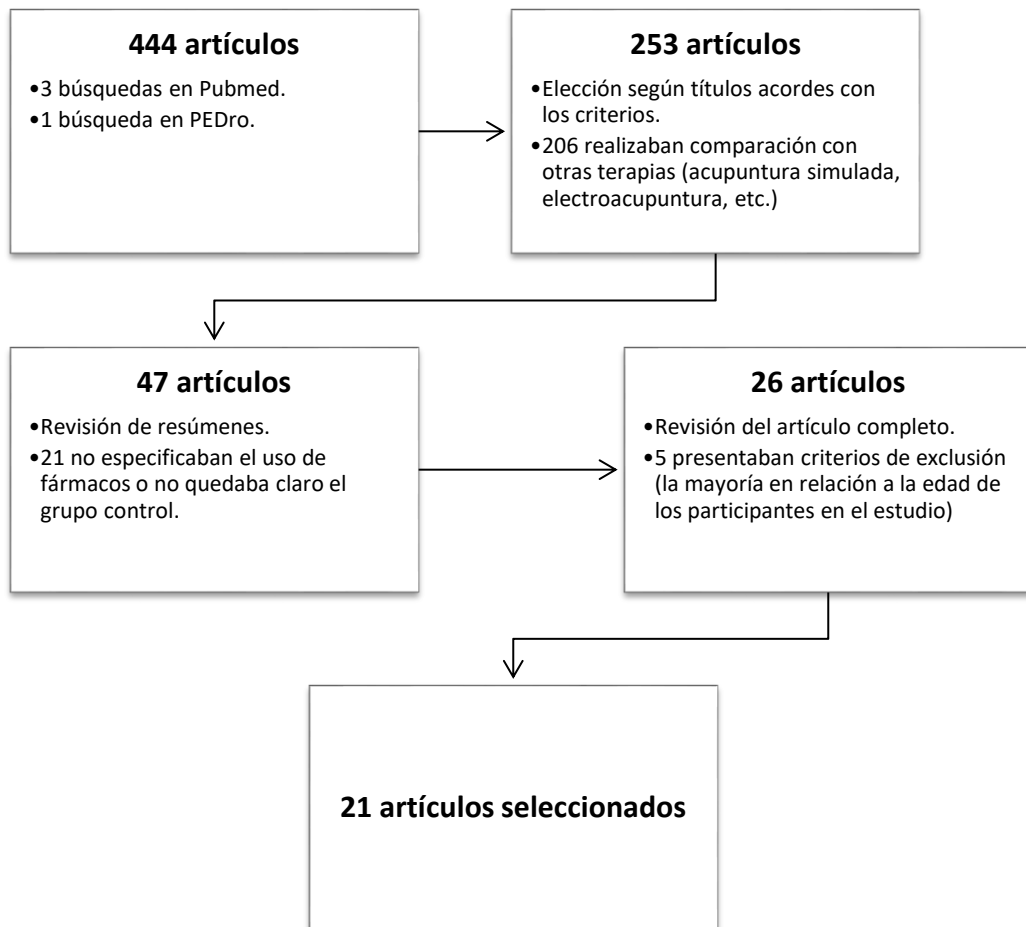 444 artículos
•3 búsquedas en Pubmed.
•1 búsqueda en PEDro.
253 artículos
•Elección según títulos acordes con
los criterios.
•206 realizaban comparación con
otras terapias (acupuntura simulada,
electroacupuntura, etc.)
47 artículos
•Revisión de resúmenes.
•21 no especificaban el uso de
fármacos o no quedaba claro el
grupo control.
26 artículos
•Revisión del artículo completo.
•5 presentaban criterios de exclusión
(la mayoría en relación a la edad de
los participantes en el estudio)
21 artículos seleccionados